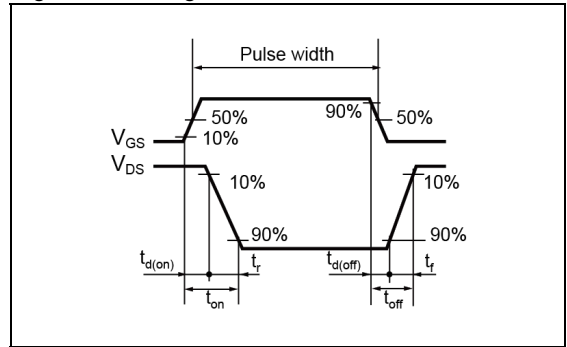 Pulse width
90%
50%
50%
VGS
10%
VDS
10%
10%
90%
90%
td(on)
tr
td(off)
tf
ton
toff